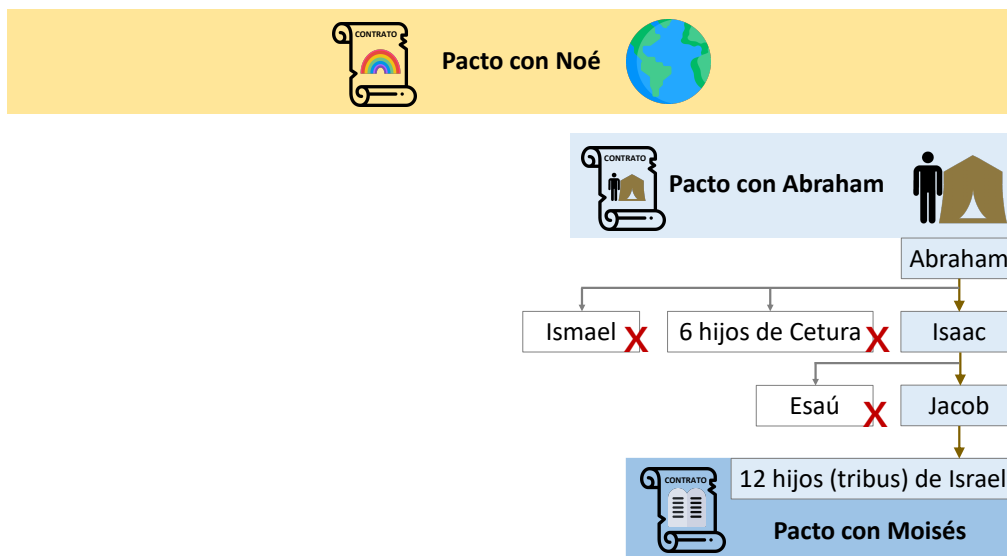 CONTRATO
Pacto con Noé
CONTRATO
Pacto con Abraham
Abraham
Ismael X
6 hijos de Cetura X
Isaac
Esaú X
Jacob
12 hijos (tribus) de Israel
CONTRATO
Pacto con Moisés